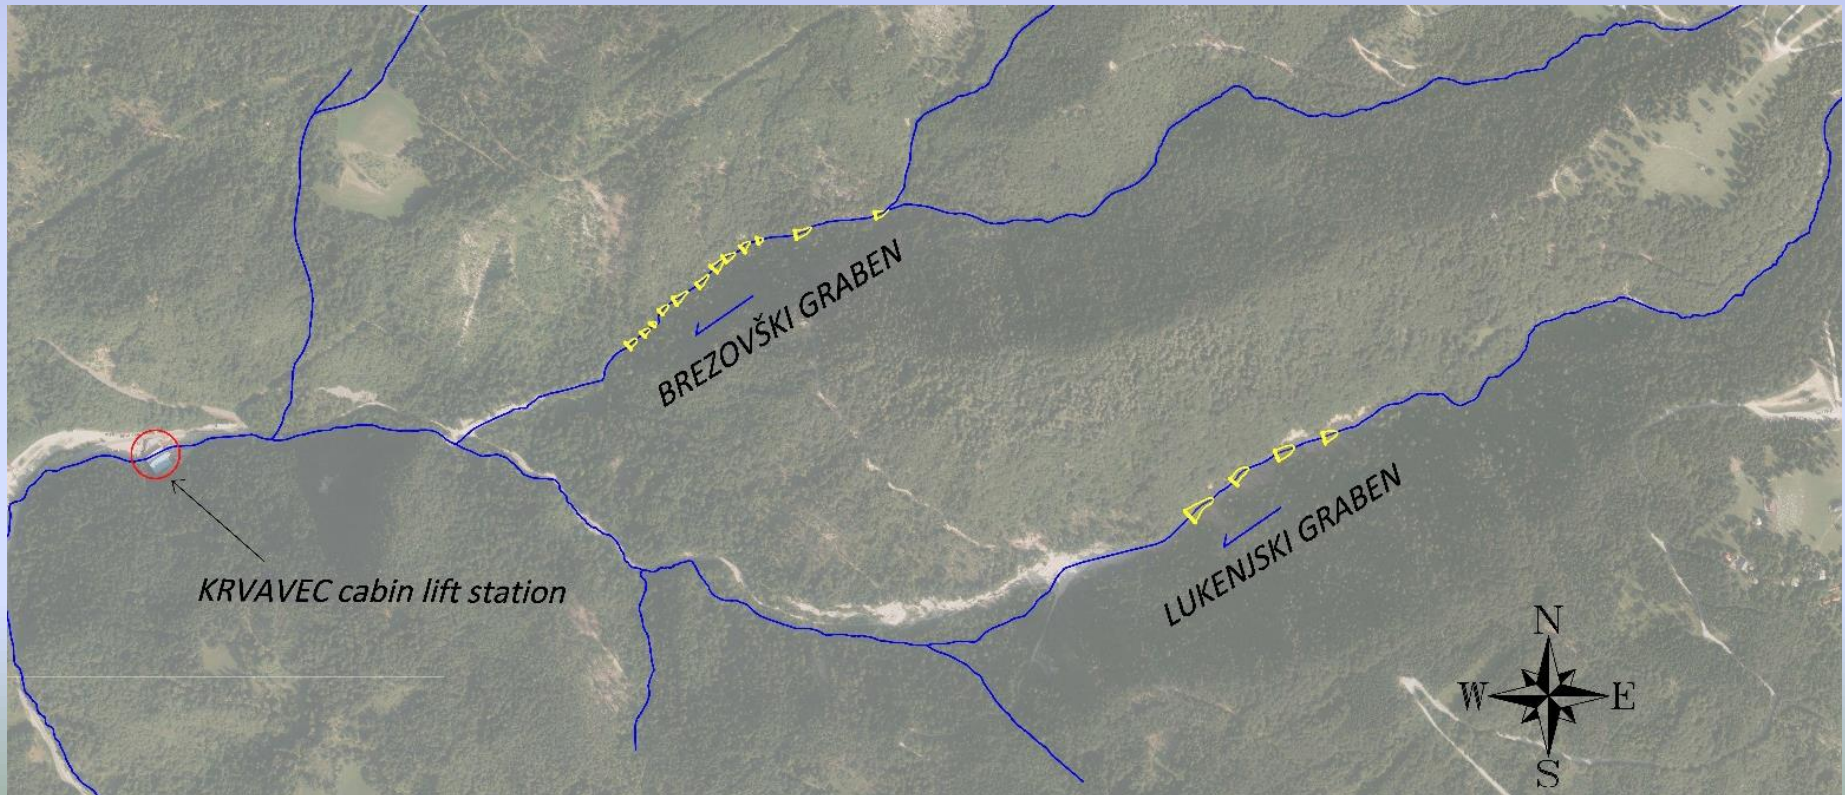 BREZOVŠKI GRABEN
LUKENJSKI GRABEN
KRVAVEC cabin lift station
N
W E
S